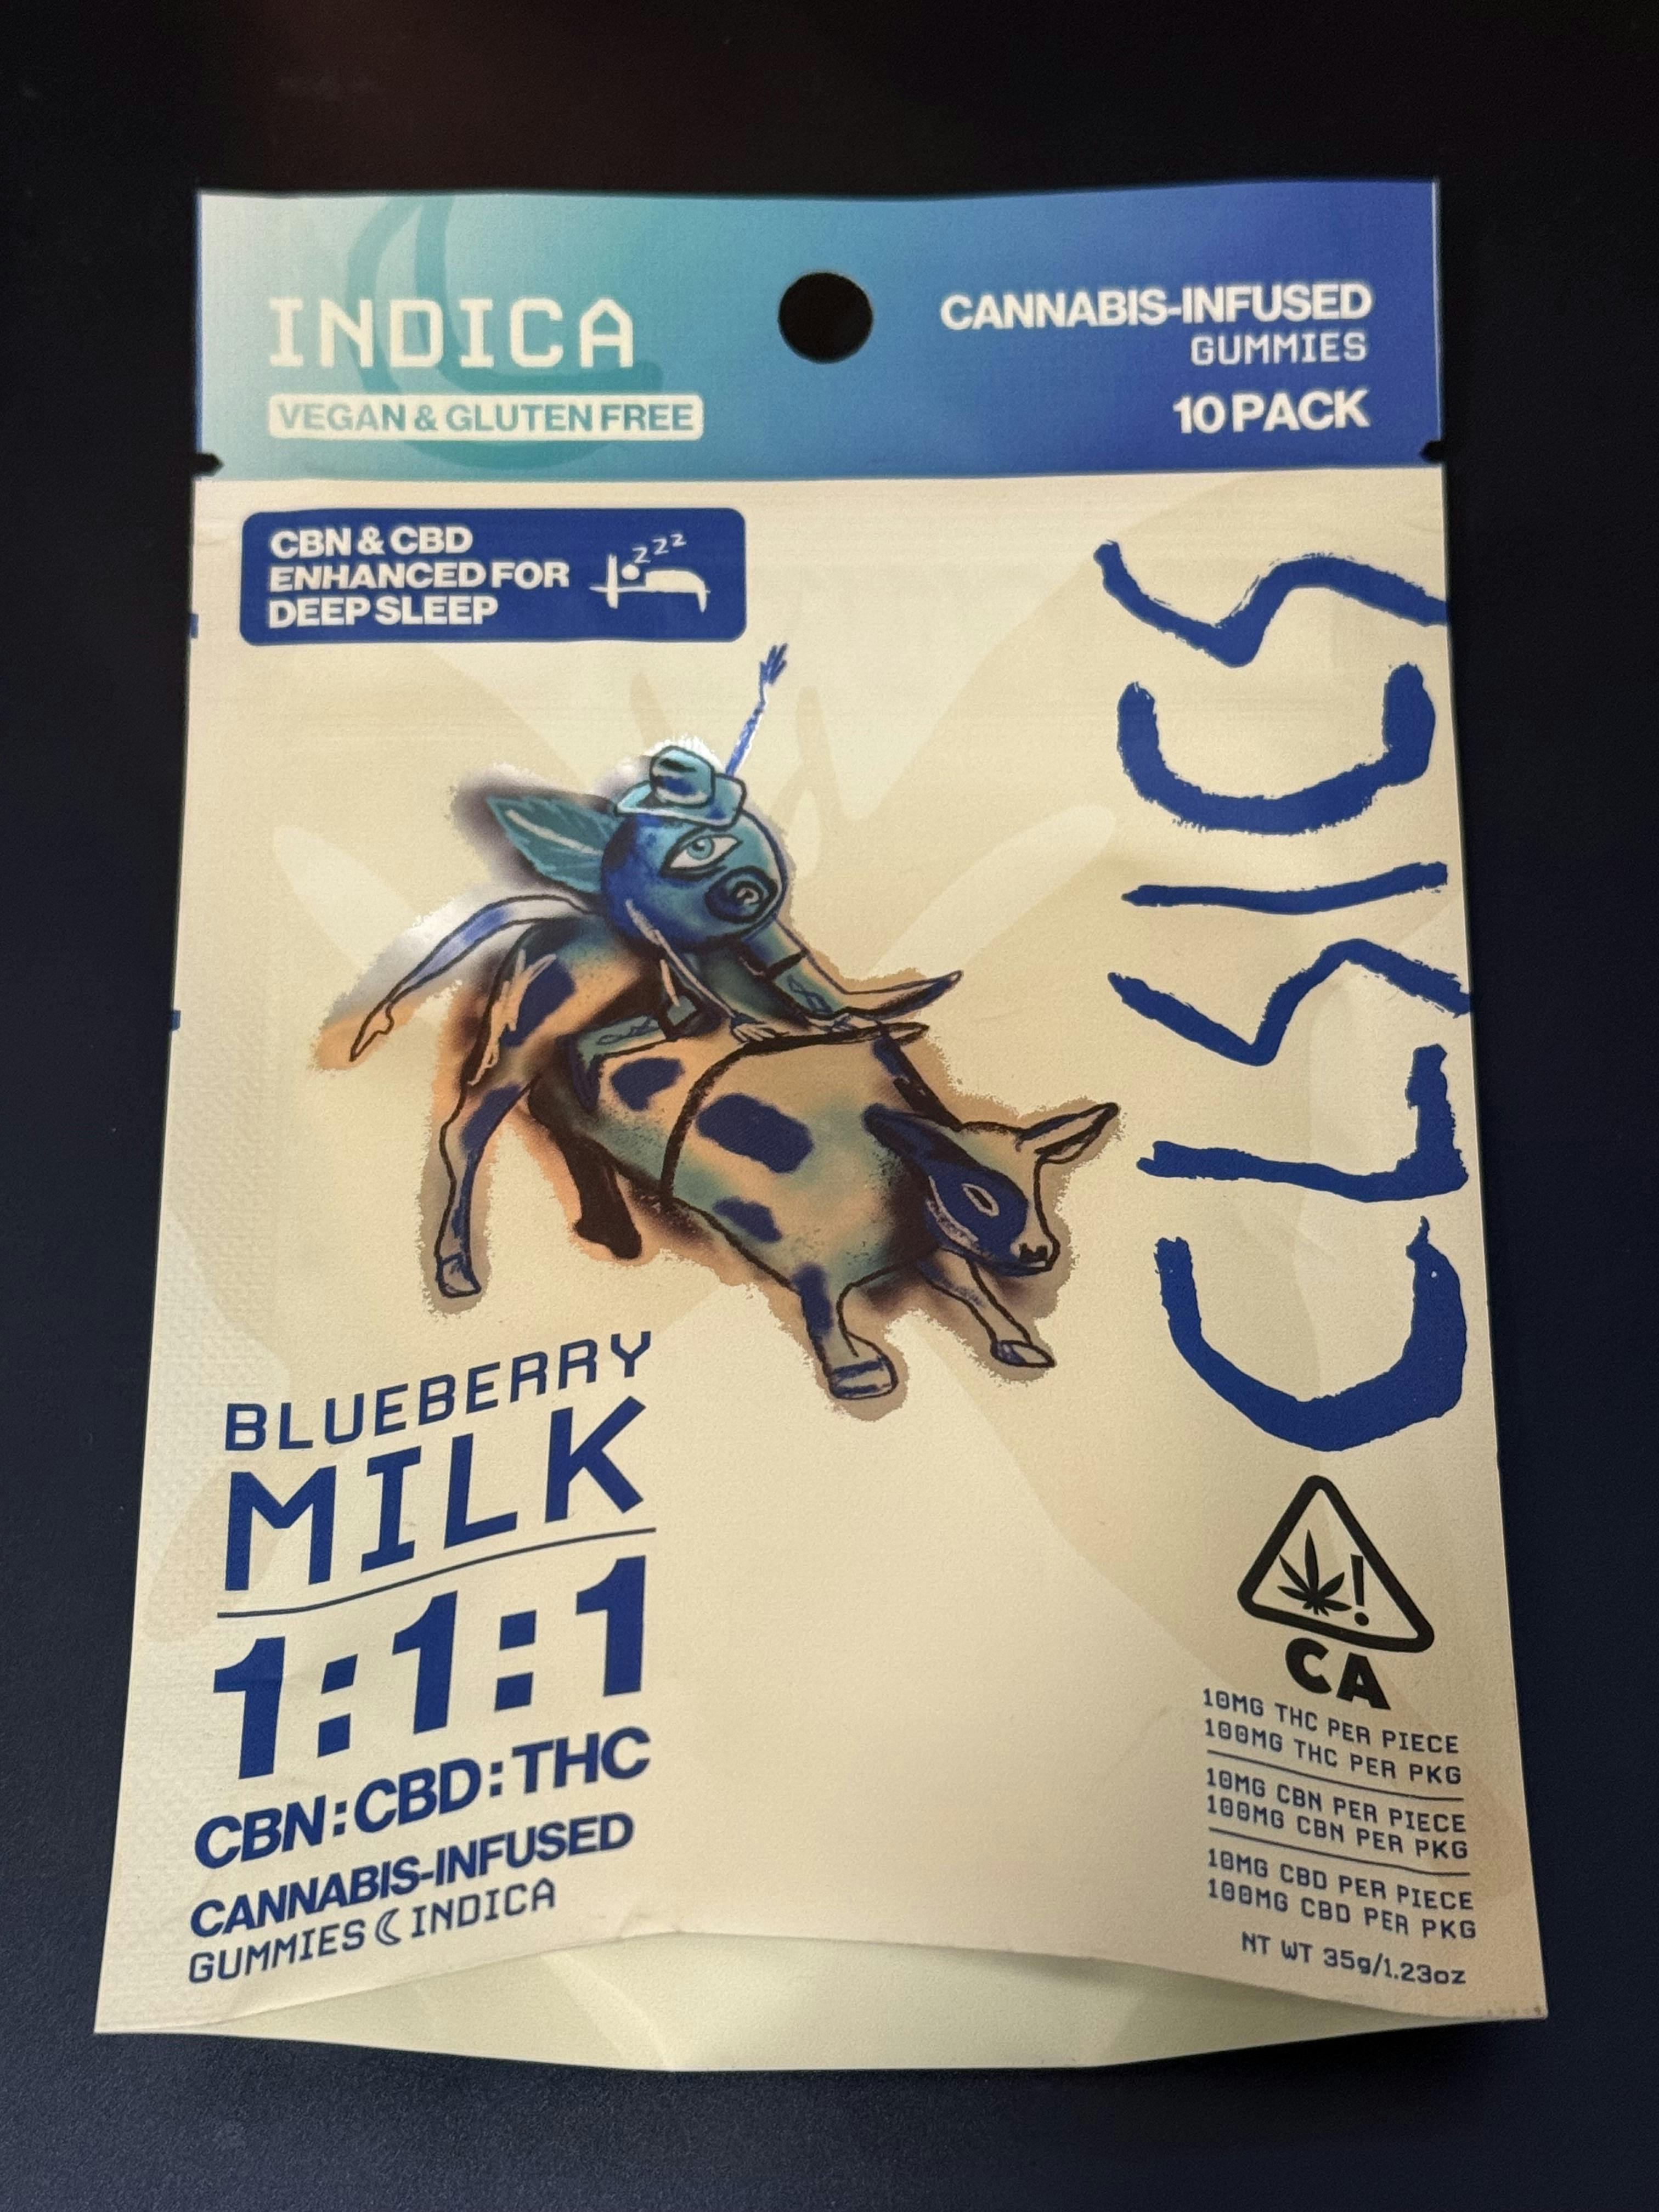 INDICA
VEGAN & GLUTEN FREE
CANNABIS-INFUSED
GUMMIES
10 PACK
CBN & CBD
ENHANCED FOR
DEEP SLEEP
zzz
CLSICS
BLUEBERRY
MILK
1:1:1
CBN:CBD:THC
CANNABIS-INFUSED
GUMMIES INDICA
!
CA
10MG THC PER PIECE
100MG THC PER PKG
10MG CBN PER PIECE
100MG CBN PER PKG
10MG CBD PER PIECE
100MG CBD PER PKG
NT WT 35g/1.23oz